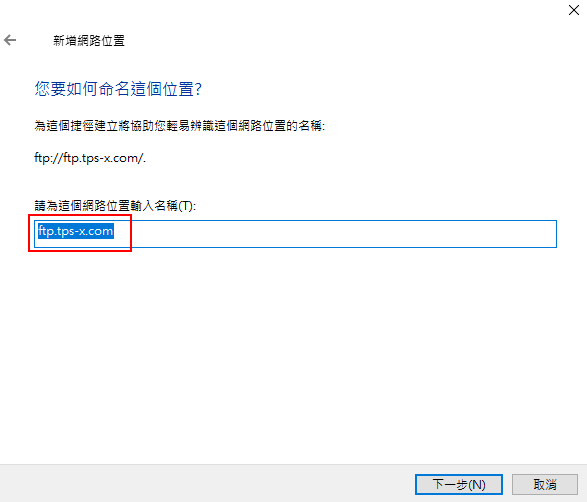 新增網路位置
您要如何命名這個位置?
為這個捷徑建立將協助您輕易辨識這個網路位置的名稱:
ftp://ftp.tps-x.com/.
請為這個網路位置輸入名稱(T):
ftp.tps-x.com
下一步(N)
取消